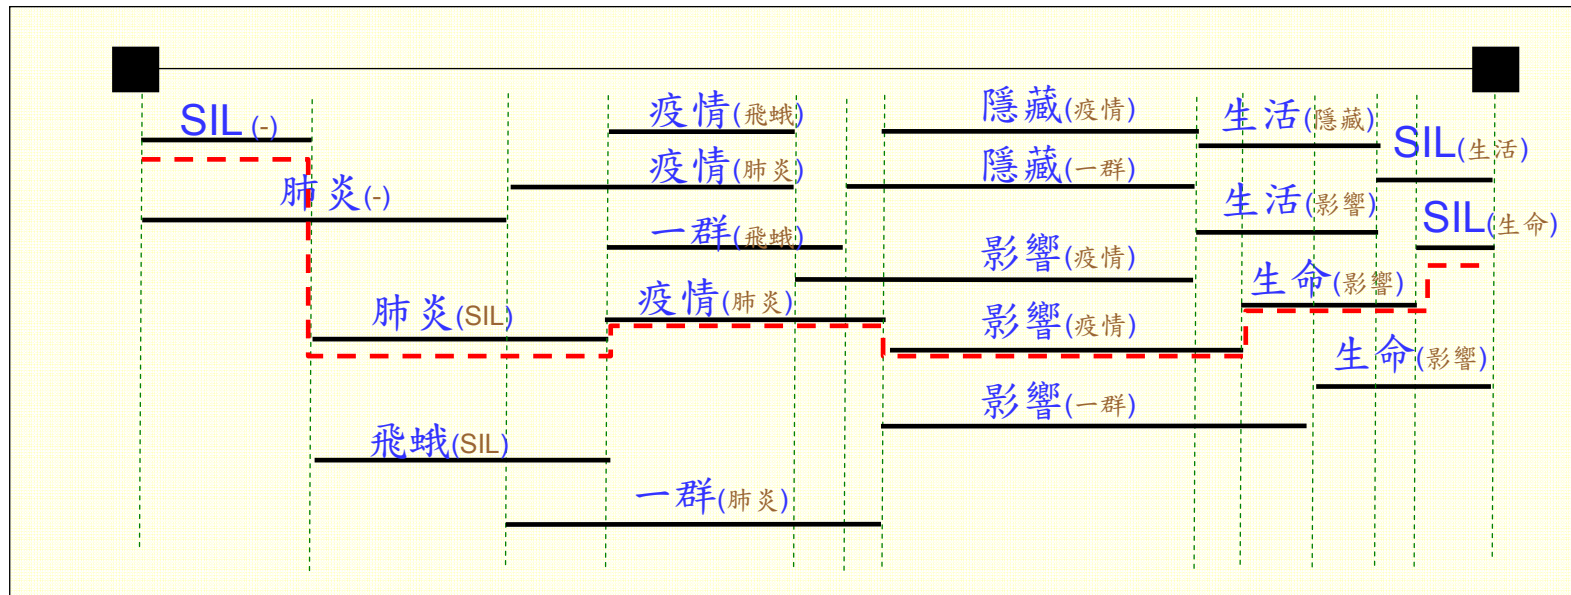 疫情(飛蛾)
隱藏(疫情)
生活(隱藏)
SIL (-)
SIL(生活)
疫情(肺炎)
隱藏(一群)
肺炎(-)
生活(影響)
SIL(生命)
一群(飛蛾)
影響(疫情)
生命(影響)
肺炎(SIL)
疫情(肺炎)
影響(疫情)
生命(影響)
影響(一群)
飛蛾(SIL)
一群(肺炎)